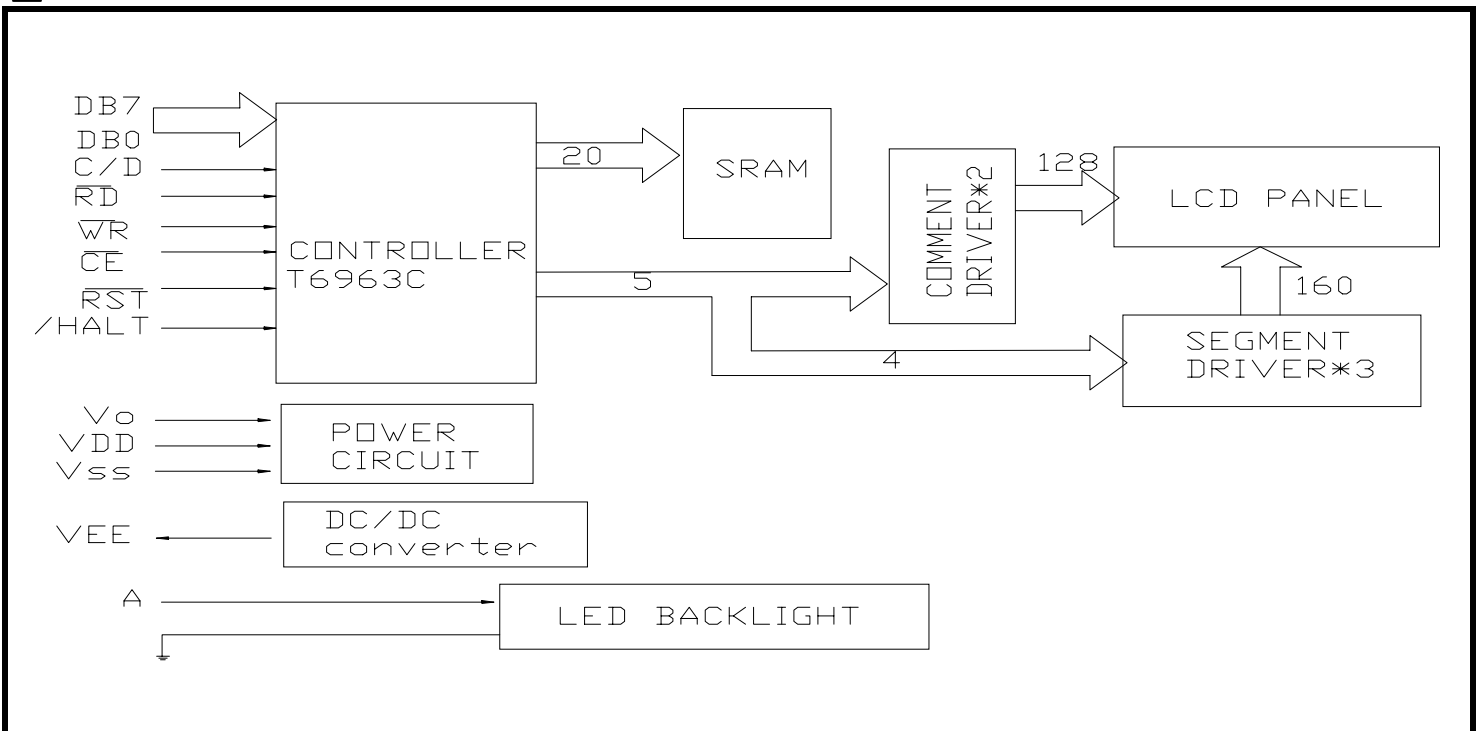 DB7
DB0
C/D
RD
WR
CE
RST
/HALT
CONTROLLER
T6963C
20
SRAM
5
COMMENT
DRIVER*2
128
LCD PANEL
160
4
SEGMENT
DRIVER*3
Vo
VDD
Vss
POWER
CIRCUIT
VEE
DC/DC
converter
A
LED BACKLIGHT